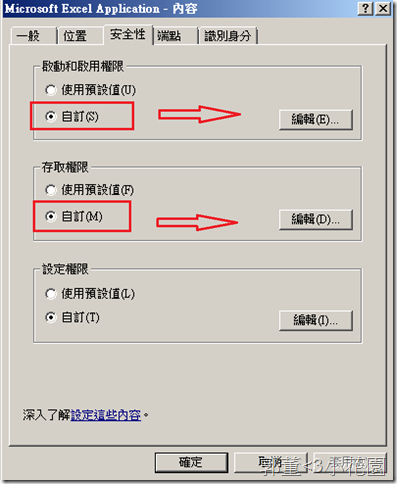 Microsoft Excel Application - 內容
一般 位置 安全性 端點 識別身分
啟動和啟用權限
使用預設值(U)
自訂(S)
編輯(E)...
存取權限
使用預設值(F)
自訂(M)
編輯(D)...
設定權限
使用預設值(L)
自訂(T)
編輯(I)...
深入了解設定這些內容。
確定 取消